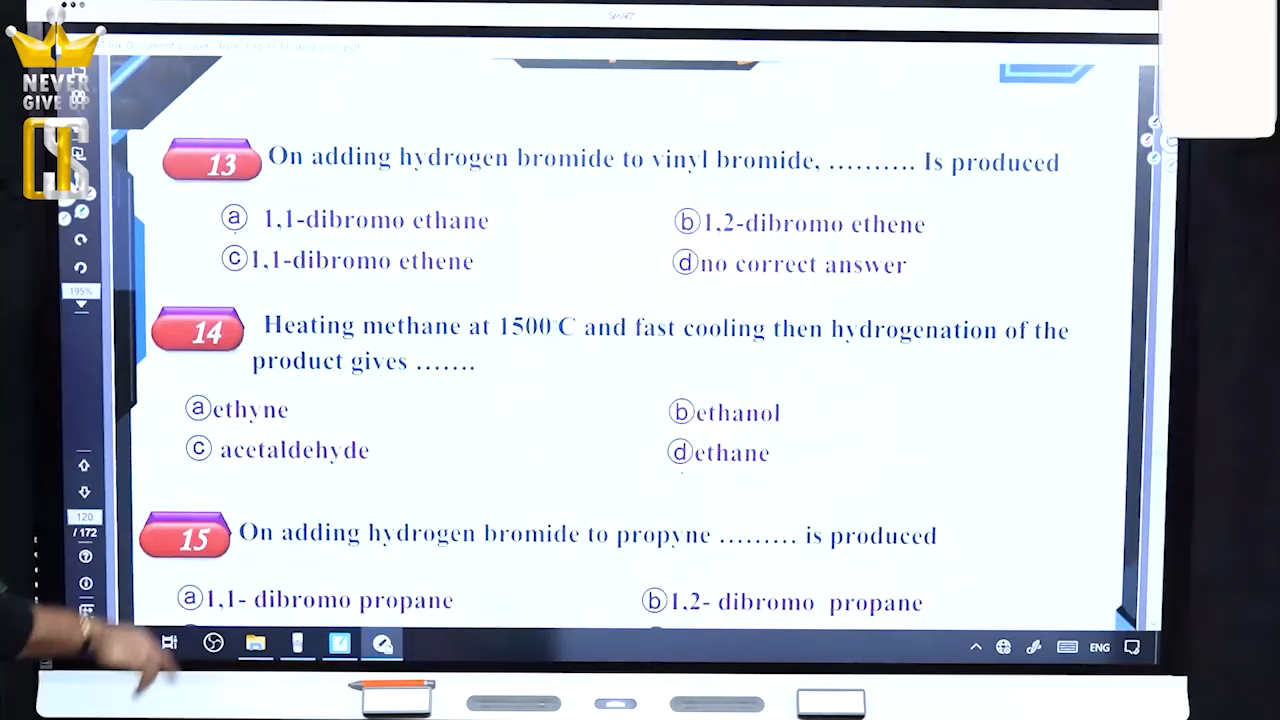 SMART
NEVER
GIVE UP
13 On adding hydrogen bromide to vinyl bromide, .......... Is produced
ⓐ 1,1-dibromo ethane ⓑ 1,2-dibromo ethene
ⓒ 1,1-dibromo ethene ⓓ no correct answer
195%
14 Heating methane at 1500°C and fast cooling then hydrogenation of the
product gives .......
ⓐ ethyne ⓑ ethanol
ⓒ acetaldehyde ⓓ ethane
120
/ 172
15 On adding hydrogen bromide to propyne ......... is produced
ⓐ 1,1- dibromo propane ⓑ 1,2- dibromo propane
ENG